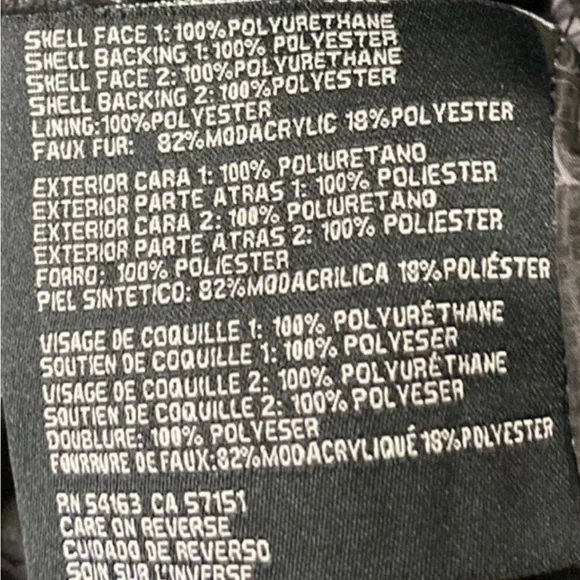 SHELL FACE 1: 100% POLYURETHANE
SHELL BACKING 1: 100% POLYESTER
SHELL FACE 2: 100% POLYURETHANE
SHELL BACKING 2: 100% POLYESTER
LINING: 100% POLYESTER
FAUX FUR: 82% MODACRYLIC 18% POLYESTER
EXTERIOR CARA 1: 100% POLIURETANO
EXTERIOR PARTE ATRAS 1: 100% POLIESTER
EXTERIOR CARA 2: 100% POLIURETANO
EXTERIOR PARTE ATRAS 2: 100% POLIESTER
FORRO: 100% POLIESTER
PIEL SINTETICO: 82% MODACRILICA 18% POLIÉSTER
VISAGE DE COQUILLE 1: 100% POLYURÉTHANE
SOUTIEN DE COQUILLE 1: 100% POLYESER
VISAGE DE COQUILLE 2: 100% POLYURÉTHANE
SOUTIEN DE COQUILLE 2: 100% POLYESER
DOUBLURE: 100% POLYESER
FOURRURE DE FAUX: 82% MODACRYLIQUÉ 18% POLYESTER
RN 54163 CA 57151
CARE ON REVERSE
CUIDADO DE REVERSO
SOIN SUR L'INVERSE